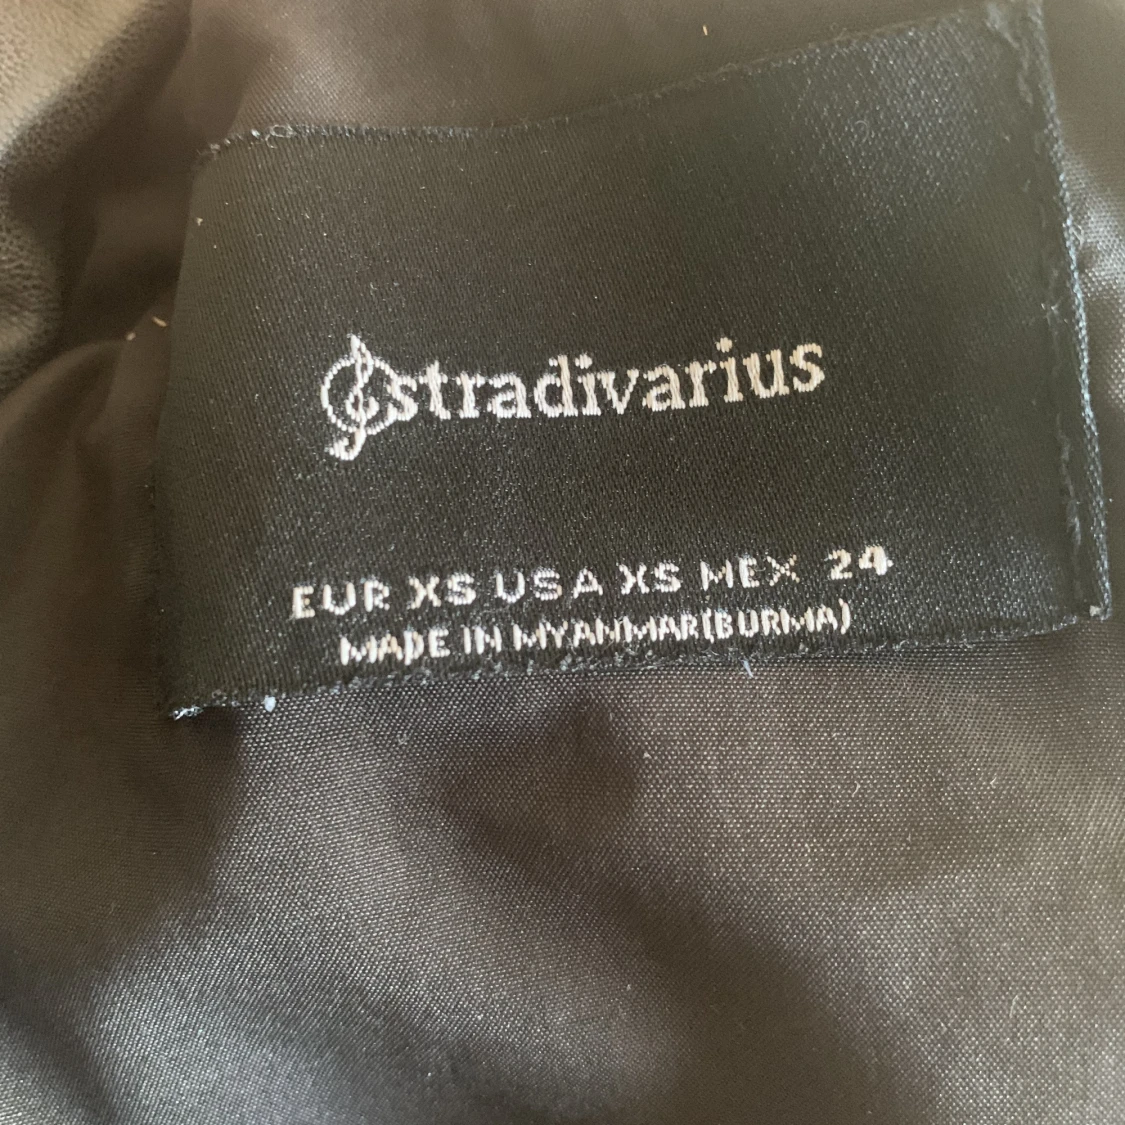 stradivarius
EUR XS USA XS MEX 24
MADE IN MYANMAR(BURMA)